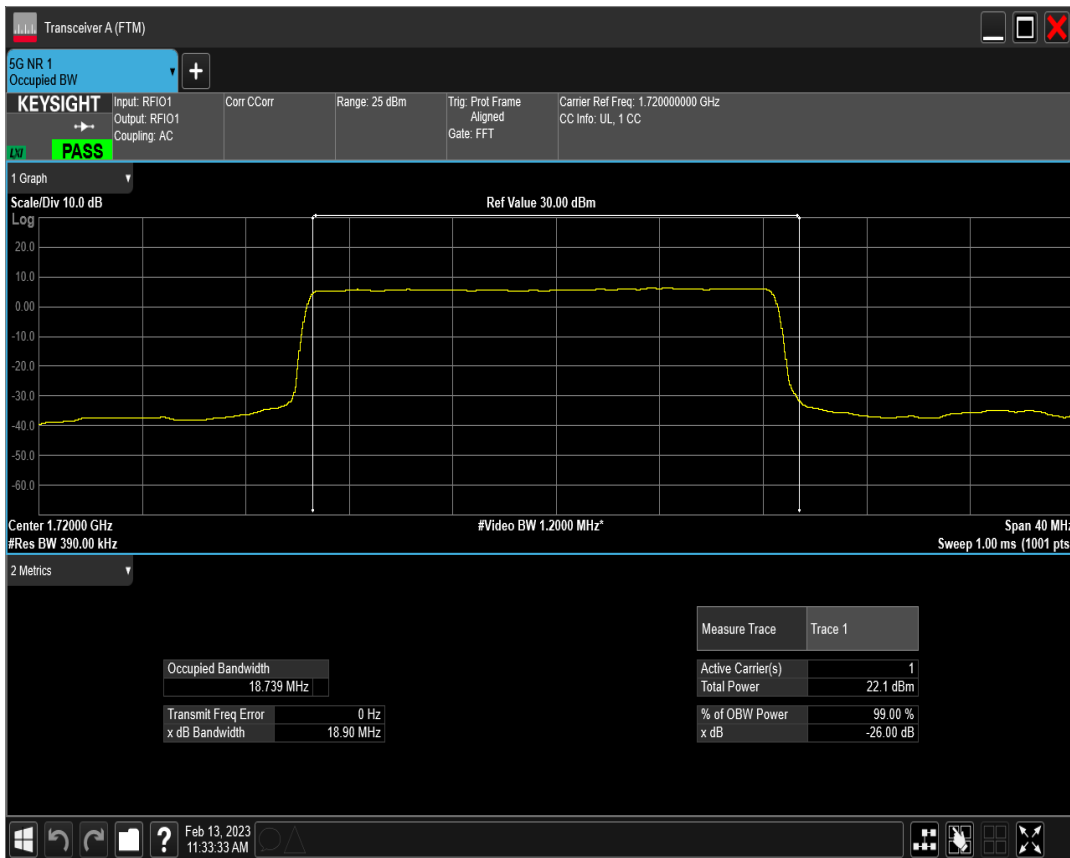 Transceiver A (FTM)
5G NR 1
Occupied BW
+
KEYSIGHT
LXI
PASS
Input: RFIO1
Output: RFIO1
Coupling: AC
Corr CCorr
Range: 25 dBm
Trig: Prot Frame
Aligned
Gate: FFT
Carrier Ref Freq: 1.720000000 GHz
CC Info: UL, 1 CC
1 Graph
Scale/Div 10.0 dB
Ref Value 30.00 dBm
Log
20.0
10.0
0.00
-10.0
-20.0
-30.0
-40.0
-50.0
-60.0
Center 1.72000 GHz
#Video BW 1.2000 MHz*
Span 40 MHz
#Res BW 390.00 kHz
Sweep 1.00 ms (1001 pts
2 Metrics
Measure Trace Trace 1
Occupied Bandwidth
18.739 MHz
Active Carrier(s) 1
Total Power 22.1 dBm
Transmit Freq Error 0 Hz
x dB Bandwidth 18.90 MHz
% of OBW Power 99.00 %
x dB -26.00 dB
?
Feb 13, 2023
11:33:33 AM